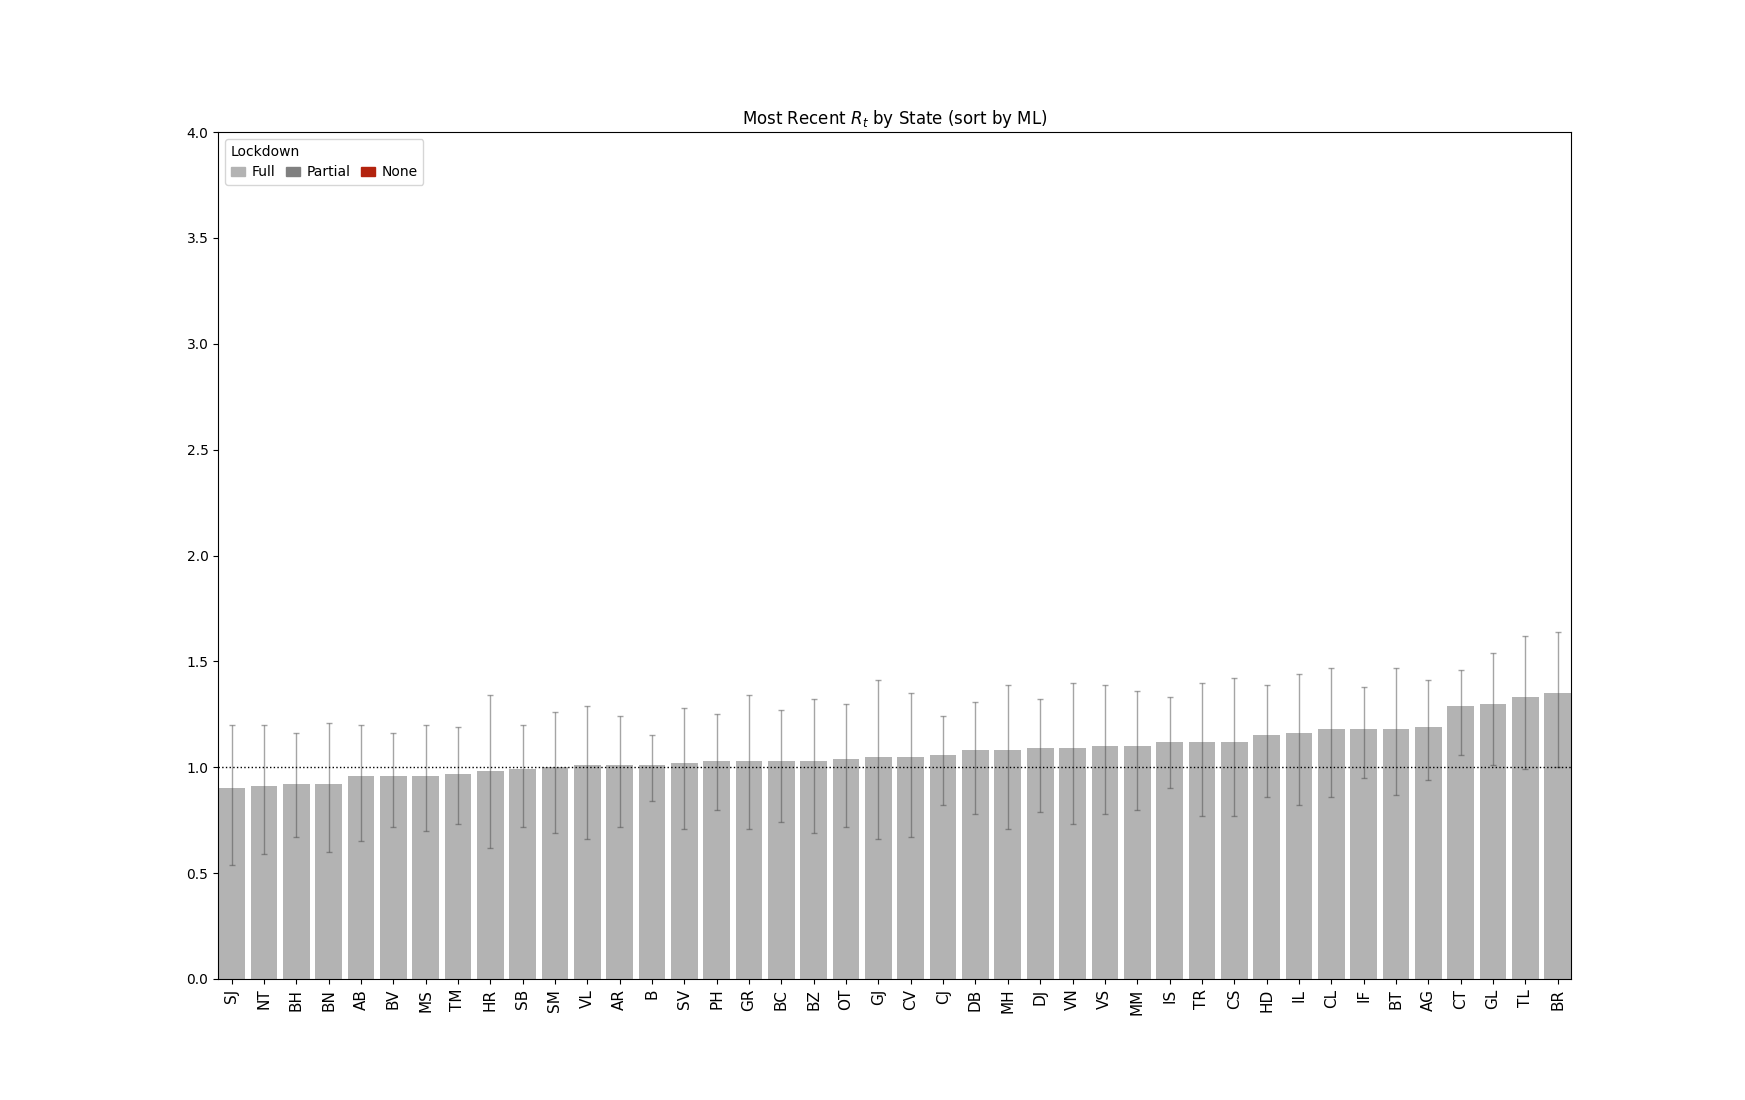 Most Recent Rt by State (sort by ML)
4.0
Lockdown
Full Partial None
3.5
3.0
2.5
2.0
1.5
1.0
0.5
0.0
SJ NT BH BN AB BV MS TM HR SB SM VL AR B SV PH GR BC BZ OT GJ CV CJ DB MH DJ VN VS MM IS TR CS HD IL CL IF BT AG CT GL TL BR